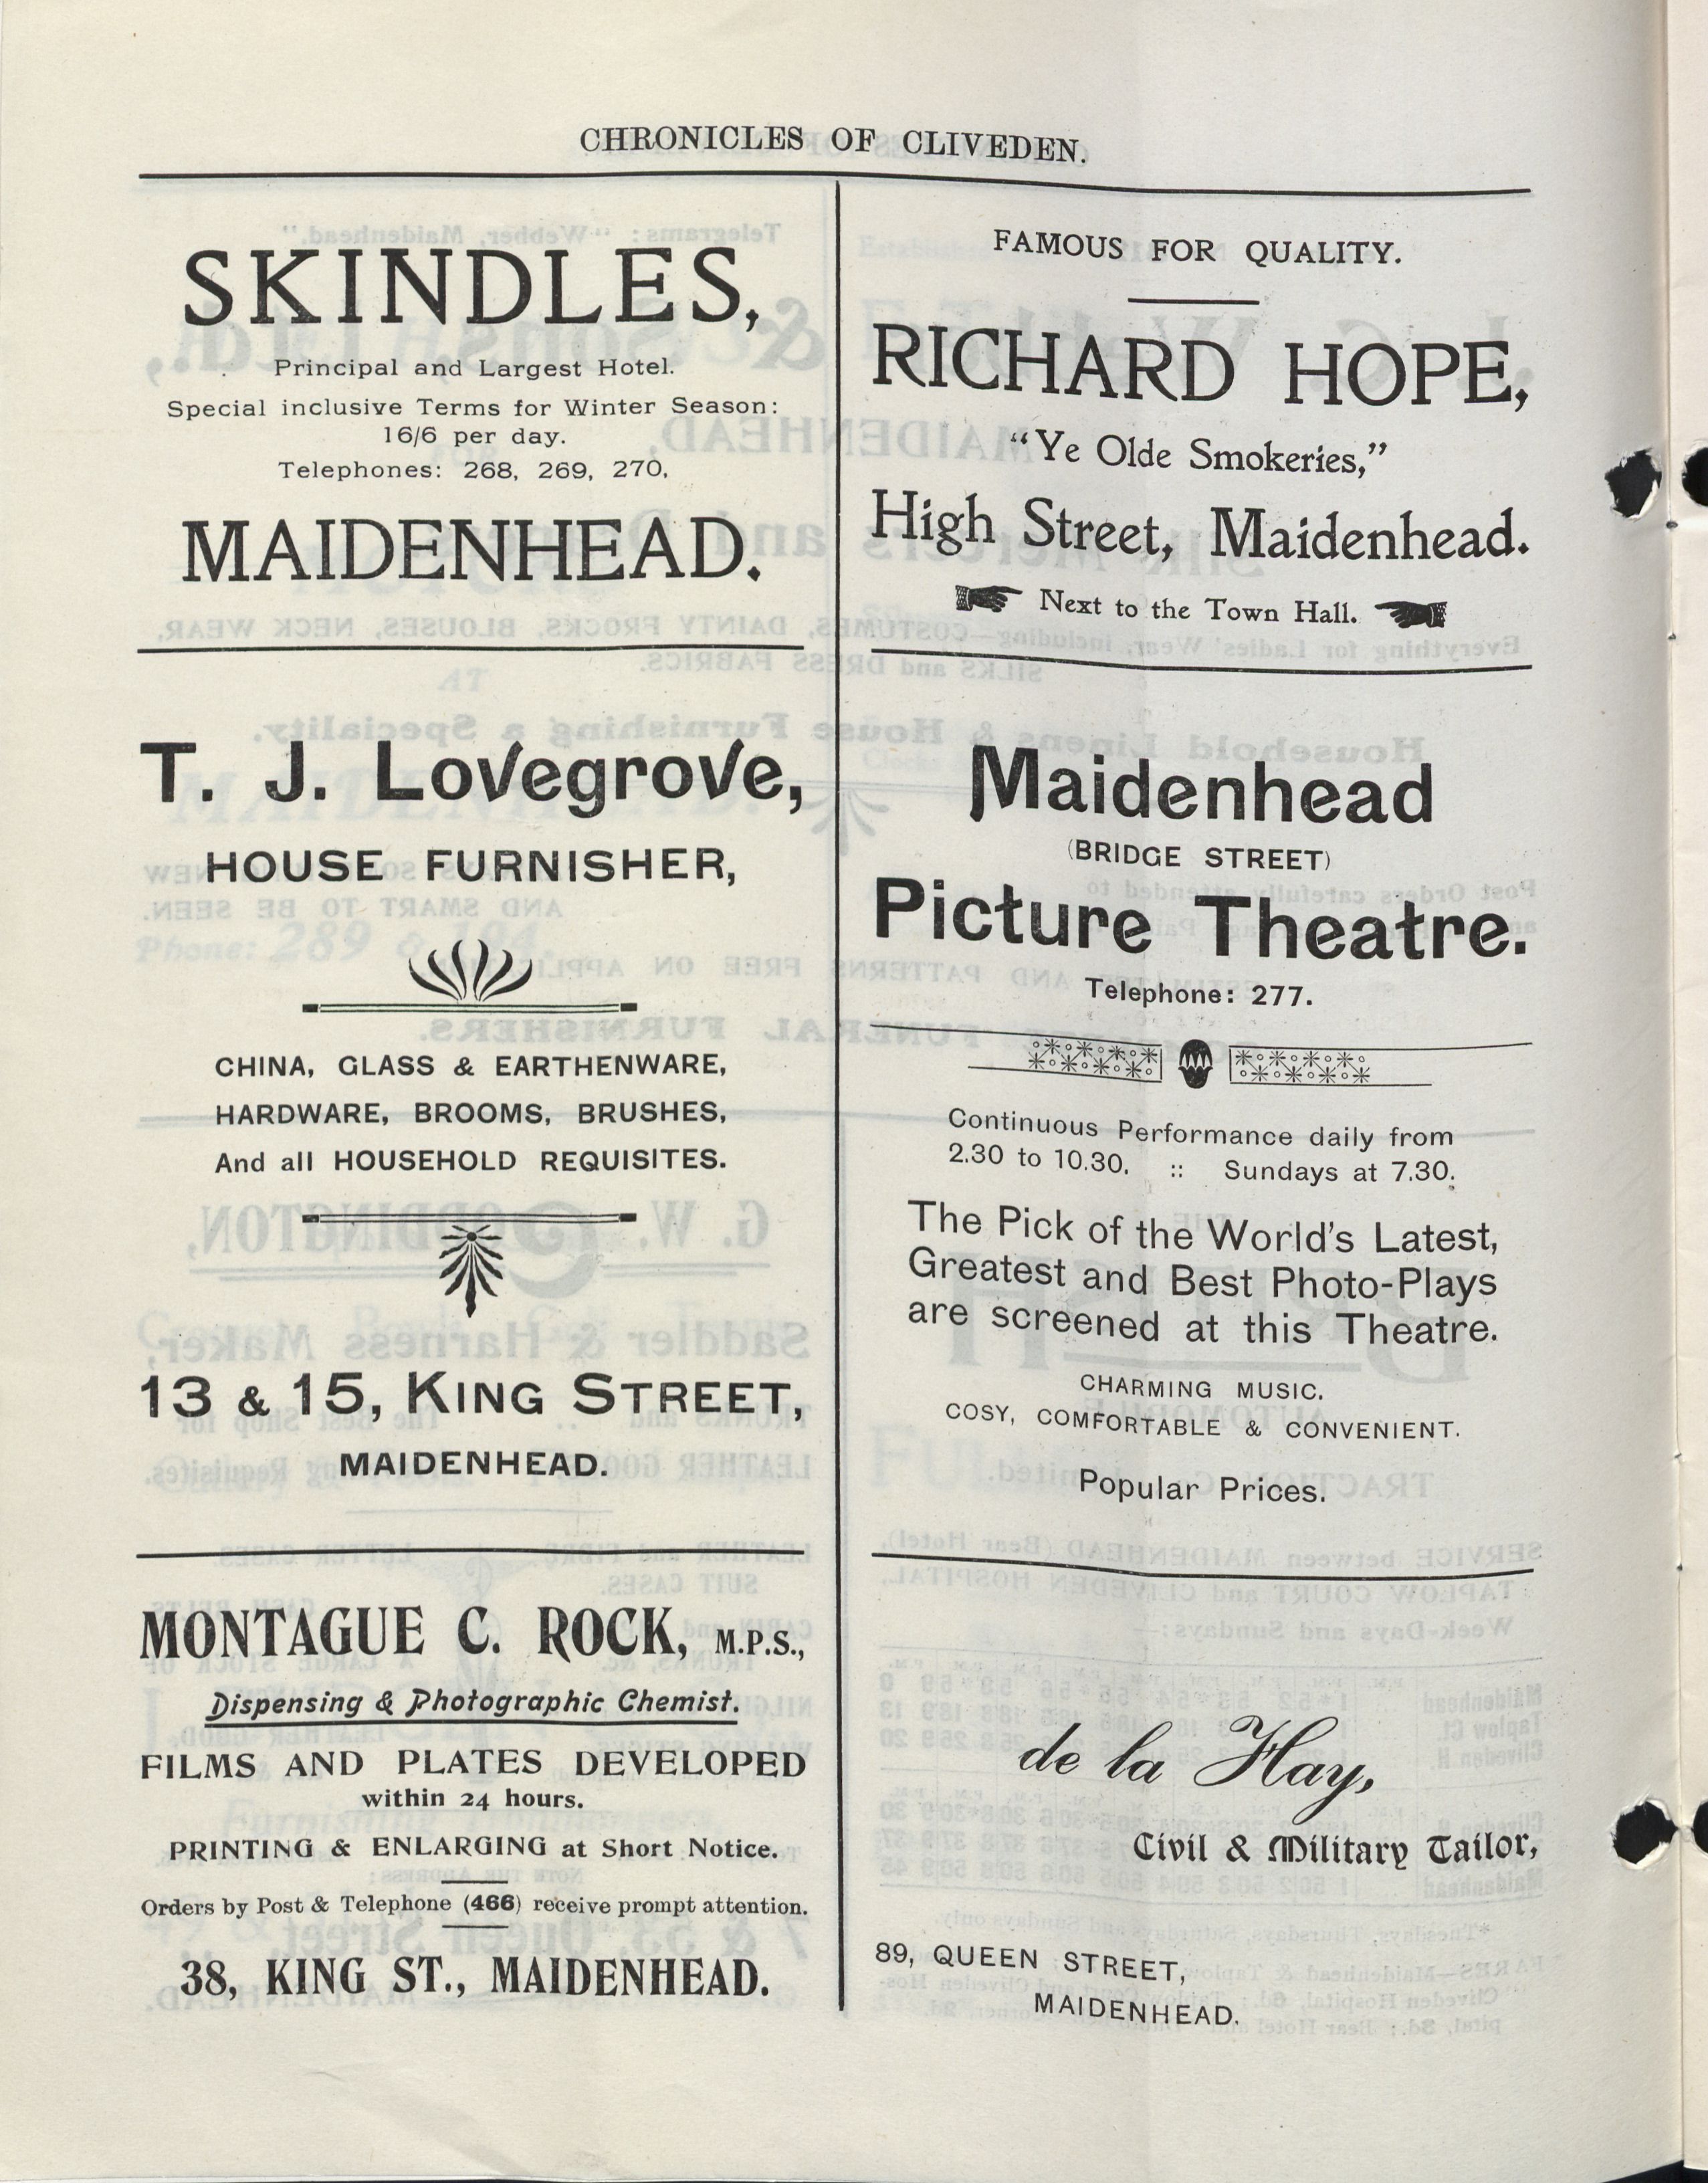 CHRONICLES OF CLIVEDEN.
SKINDLES,
Principal and Largest Hotel.
Special inclusive Terms for Winter Season:
16/6 per day.
Telephones: 268, 269, 270,
MAIDENHEAD.
T. J. Lovegrove,
HOUSE FURNISHER,
CHINA, GLASS & EARTHENWARE,
HARDWARE, BROOMS, BRUSHES,
And all HOUSEHOLD REQUISITES.
13 & 15, KING STREET,
MAIDENHEAD.
MONTAGUE C. ROCK, M.P.S.,
Dispensing & Photographic Chemist.
FILMS AND PLATES DEVELOPED
within 24 hours.
PRINTING & ENLARGING at Short Notice.
Orders by Post & Telephone (466) receive prompt attention.
38, KING ST., MAIDENHEAD.
FAMOUS FOR QUALITY.
RICHARD HOPE,
"Ye Olde Smokeries,"
High Street, Maidenhead.
Next to the Town Hall.
Maidenhead
(BRIDGE STREET)
Picture Theatre.
Telephone: 277.
Continuous Performance daily from
2.30 to 10.30. :: Sundays at 7.30.
The Pick of the World's Latest,
Greatest and Best Photo-Plays
are screened at this Theatre.
CHARMING MUSIC.
COSY, COMFORTABLE & CONVENIENT.
Popular Prices.
de la Hay,
Civil & Military Tailor,
89, QUEEN STREET,
MAIDENHEAD.